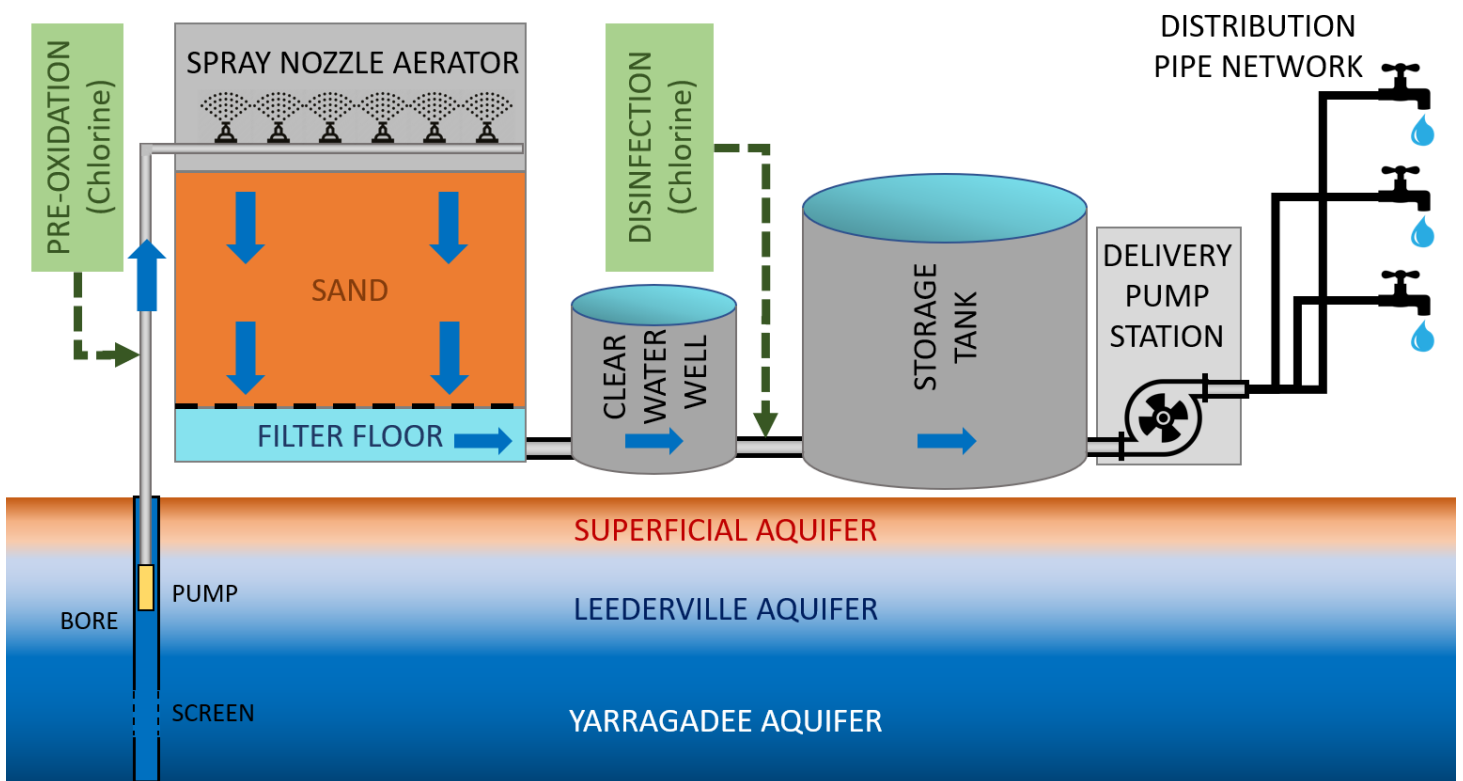 PRE-OXIDATION
(Chlorine)
SPRAY NOZZLE AERATOR
SAND
FILTER FLOOR
CLEAR
WATER
WELL
DISINFECTION
(Chlorine)
STORAGE
TANK
DELIVERY
PUMP
STATION
DISTRIBUTION
PIPE NETWORK
SUPERFICIAL AQUIFER
PUMP
BORE
LEEDERVILLE AQUIFER
SCREEN
YARRAGADEE AQUIFER